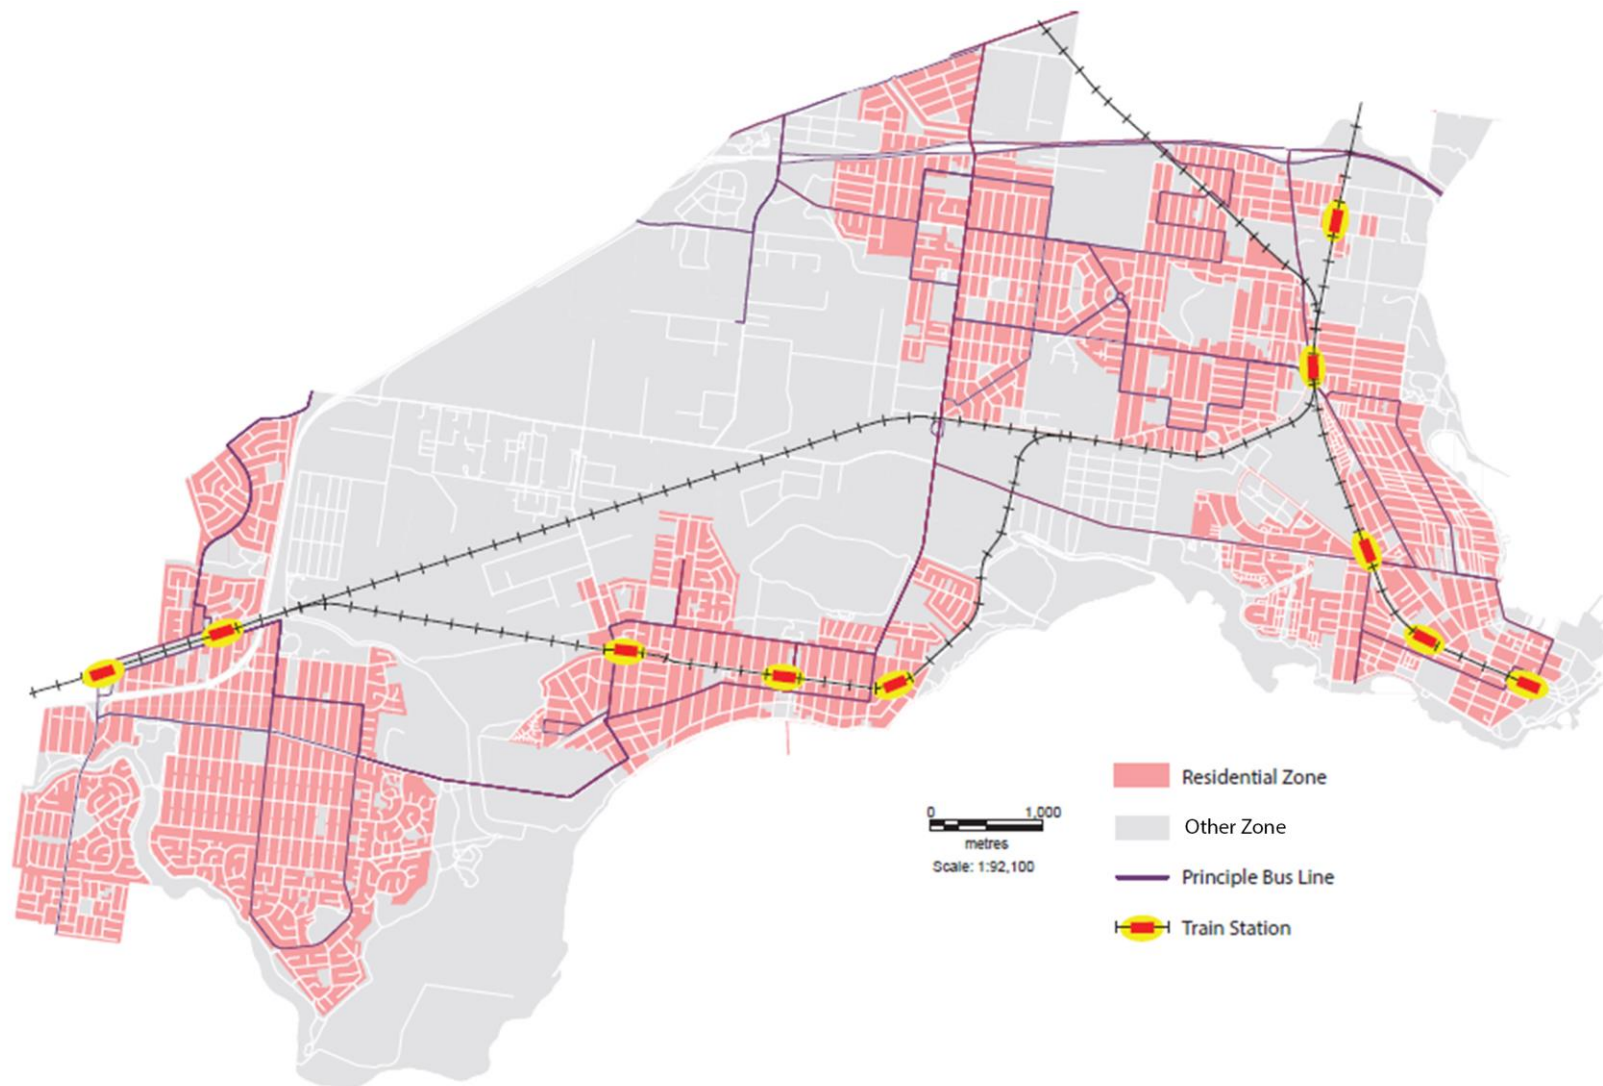 Residential Zone
Other Zone
Principle Bus Line
Train Station
0 1,000
metres
Scale: 1:92,100